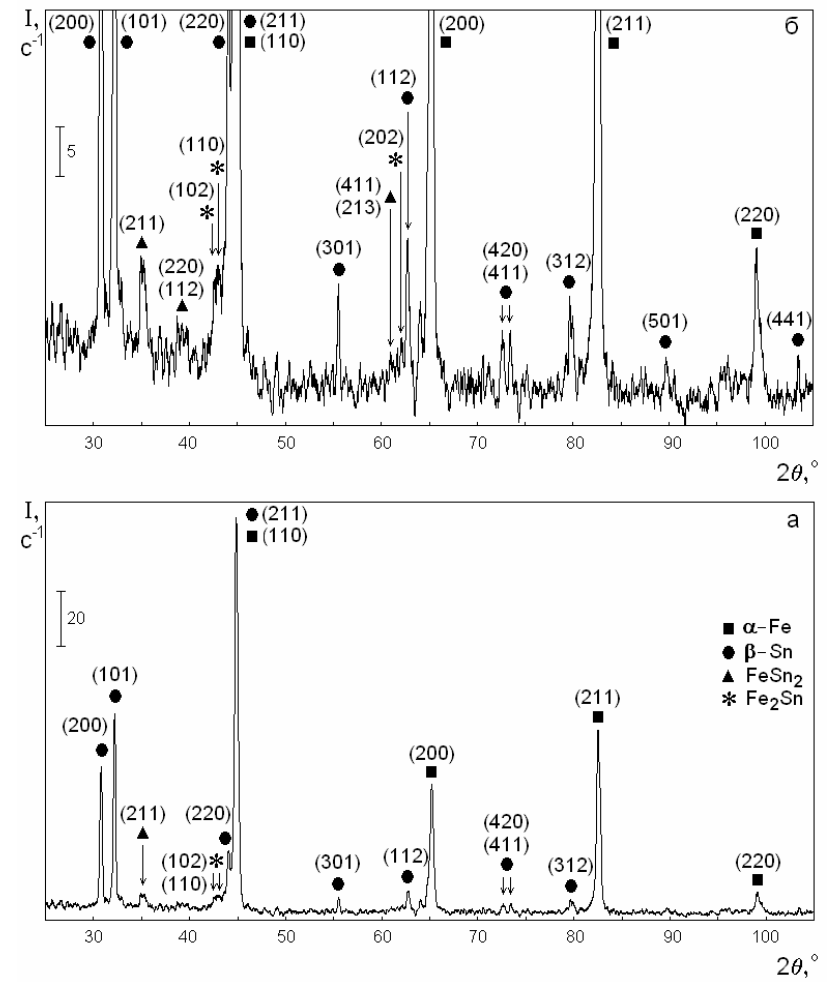 I,
c⁻¹
(200) (101) (220) ●(211)
■(110)
(200)
(211)
б
5
(110)
(102)
(211)
(220)
(112)
(301)
(411)
(213)
(202)
(112)
(420)
(411)
(312)
(501)
(220)
(441)
30 40 50 60 70 80 90 100
2θ,°
I,
c⁻¹
●(211)
■(110)
а
20
■ α−Fe
● β−Sn
▲ FeSn₂
* Fe₂Sn
(200)
(101)
(211)
(102)
(110)
(220)
(301)
(112)
(200)
(420)
(411)
(312)
(211)
(220)
30 40 50 60 70 80 90 100
2θ,°